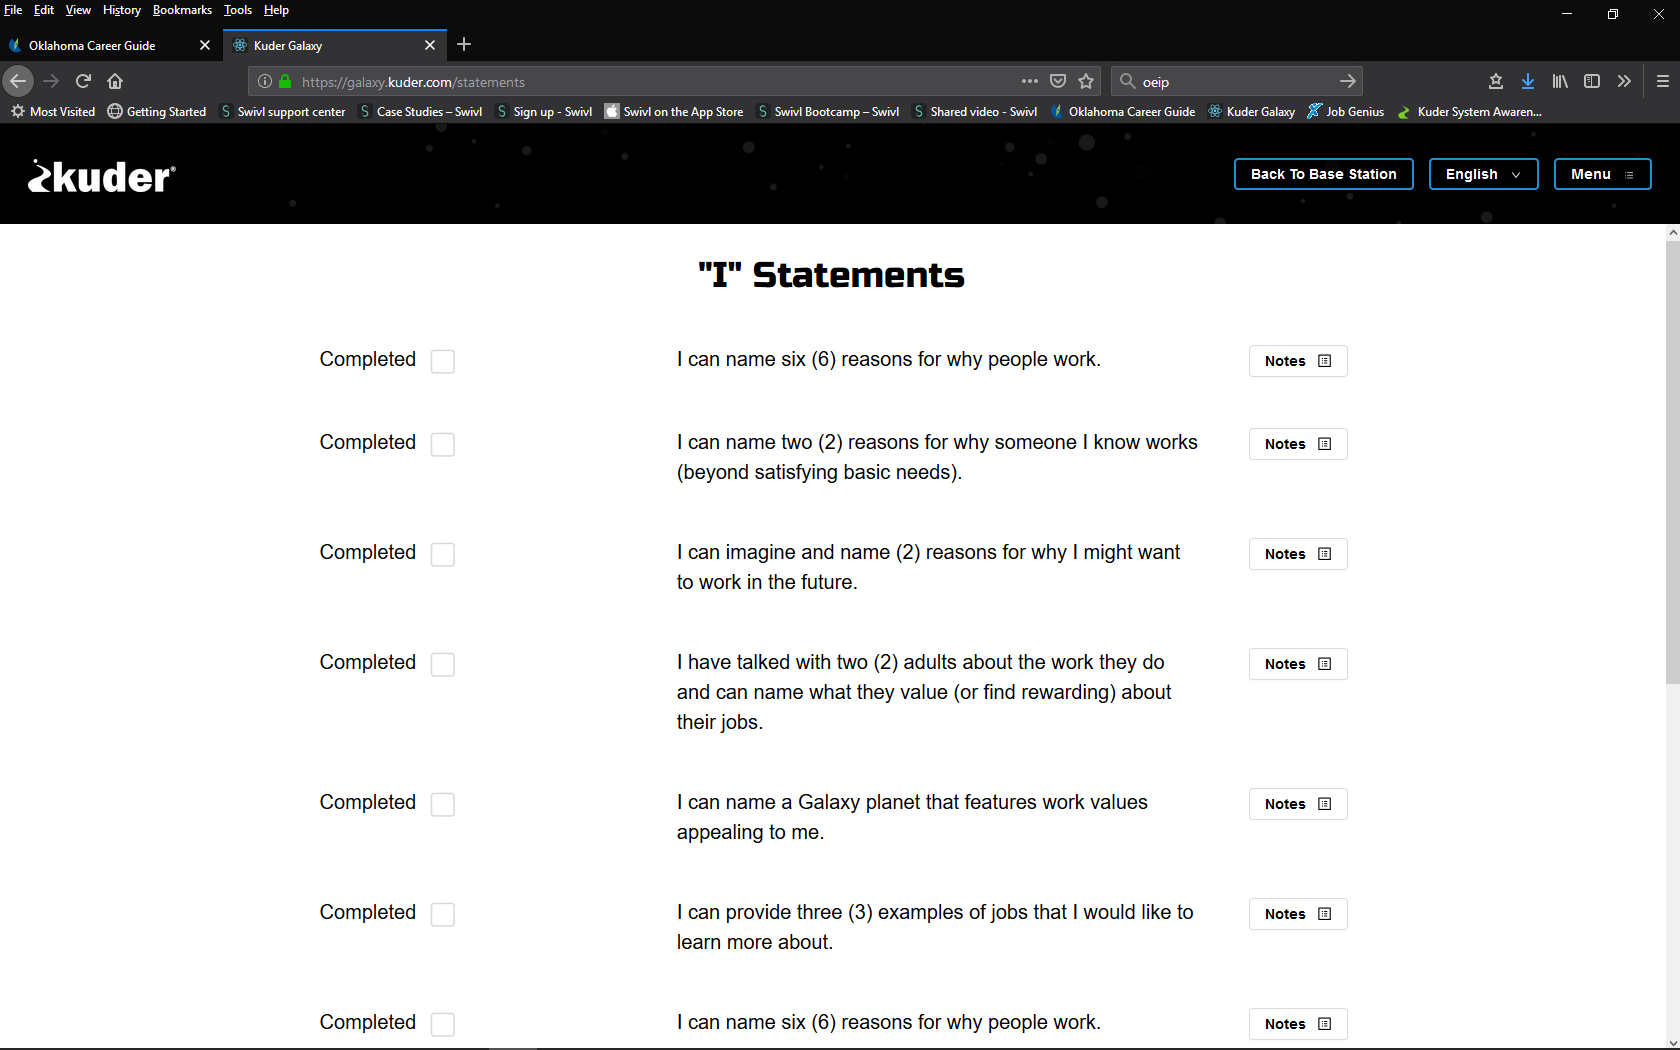 File Edit View History Bookmarks Tools Help
Oklahoma Career Guide
Kuder Galaxy
https://galaxy.kuder.com/statements
oeip
Most Visited Getting Started Swivl support center Case Studies – Swivl Sign up - Swivl Swivl on the App Store Swivl Bootcamp – Swivl Shared video - Swivl Oklahoma Career Guide Kuder Galaxy Job Genius Kuder System Awaren...
kuder®
Back To Base Station
English
Menu
"I" Statements
Completed I can name six (6) reasons for why people work. Notes
Completed I can name two (2) reasons for why someone I know works Notes
(beyond satisfying basic needs).
Completed I can imagine and name (2) reasons for why I might want Notes
to work in the future.
Completed I have talked with two (2) adults about the work they do Notes
and can name what they value (or find rewarding) about
their jobs.
Completed I can name a Galaxy planet that features work values Notes
appealing to me.
Completed I can provide three (3) examples of jobs that I would like to Notes
learn more about.
Completed I can name six (6) reasons for why people work. Notes